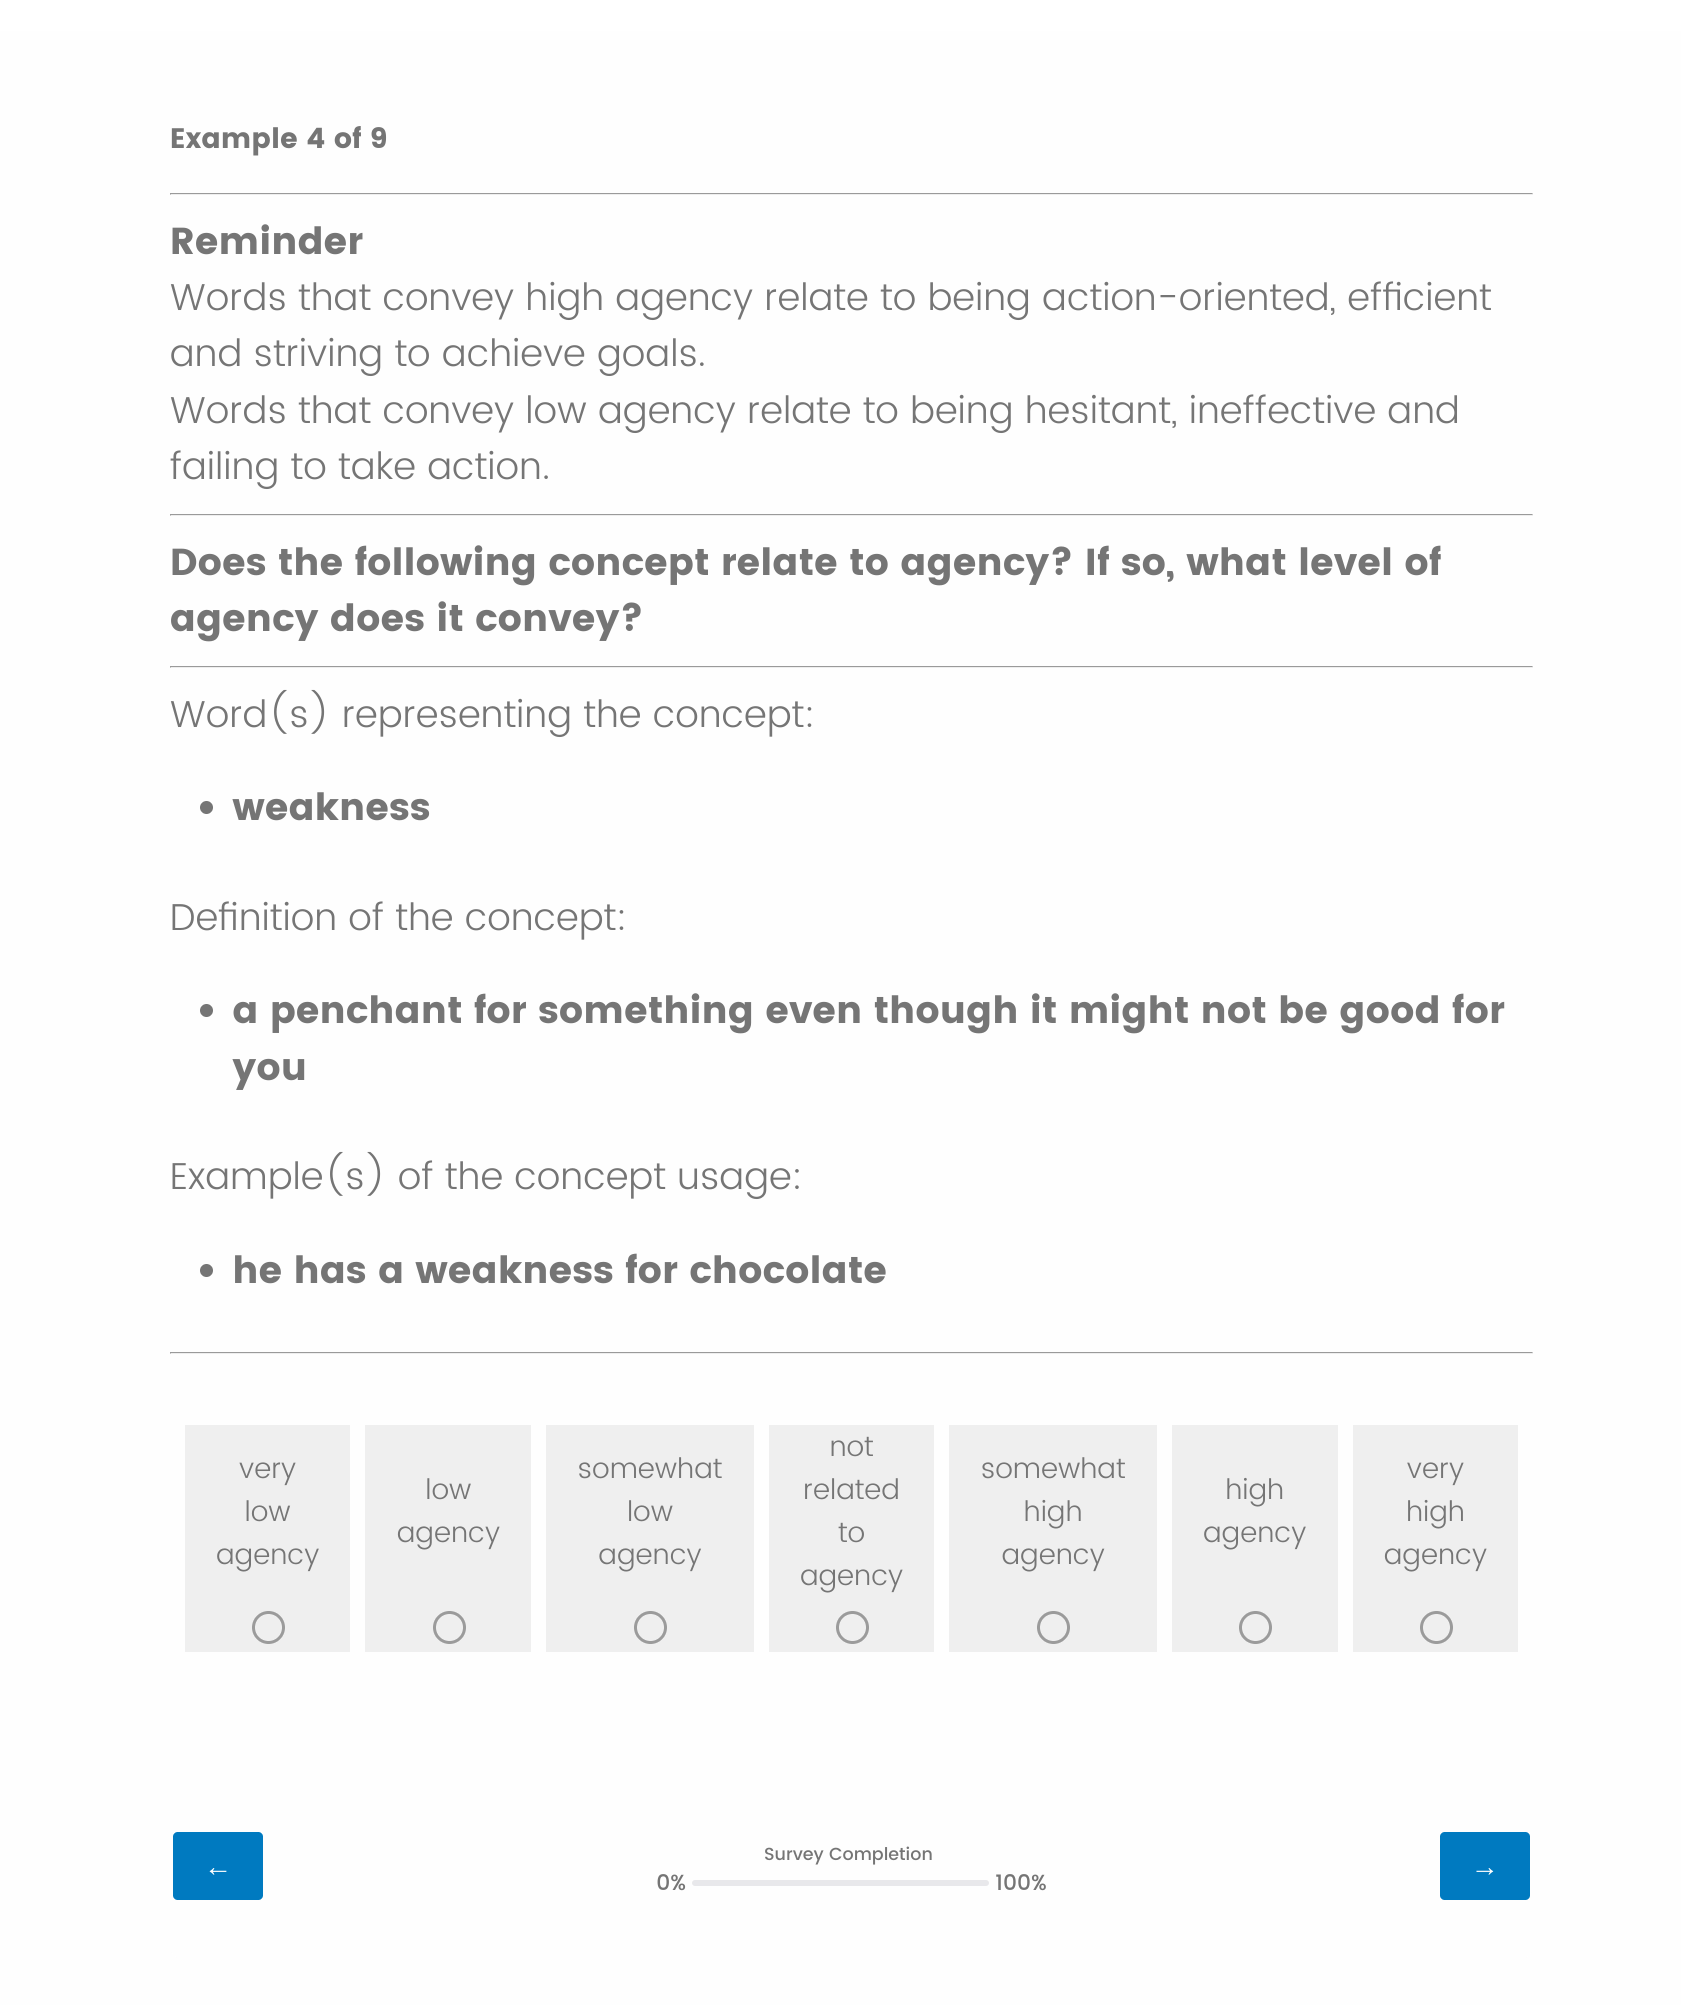 Example 4 of 9
Reminder
Words that convey high agency relate to being action-oriented, efficient
and striving to achieve goals.
Words that convey low agency relate to being hesitant, ineffective and
failing to take action.
Does the following concept relate to agency? If so, what level of
agency does it convey?
Word(s) representing the concept:
• weakness
Definition of the concept:
• a penchant for something even though it might not be good for
you
Example(s) of the concept usage:
• he has a weakness for chocolate
very
low
agency
low
agency
somewhat
low
agency
not
related
to
agency
somewhat
high
agency
high
agency
very
high
agency
←
Survey Completion
0% 100%
→